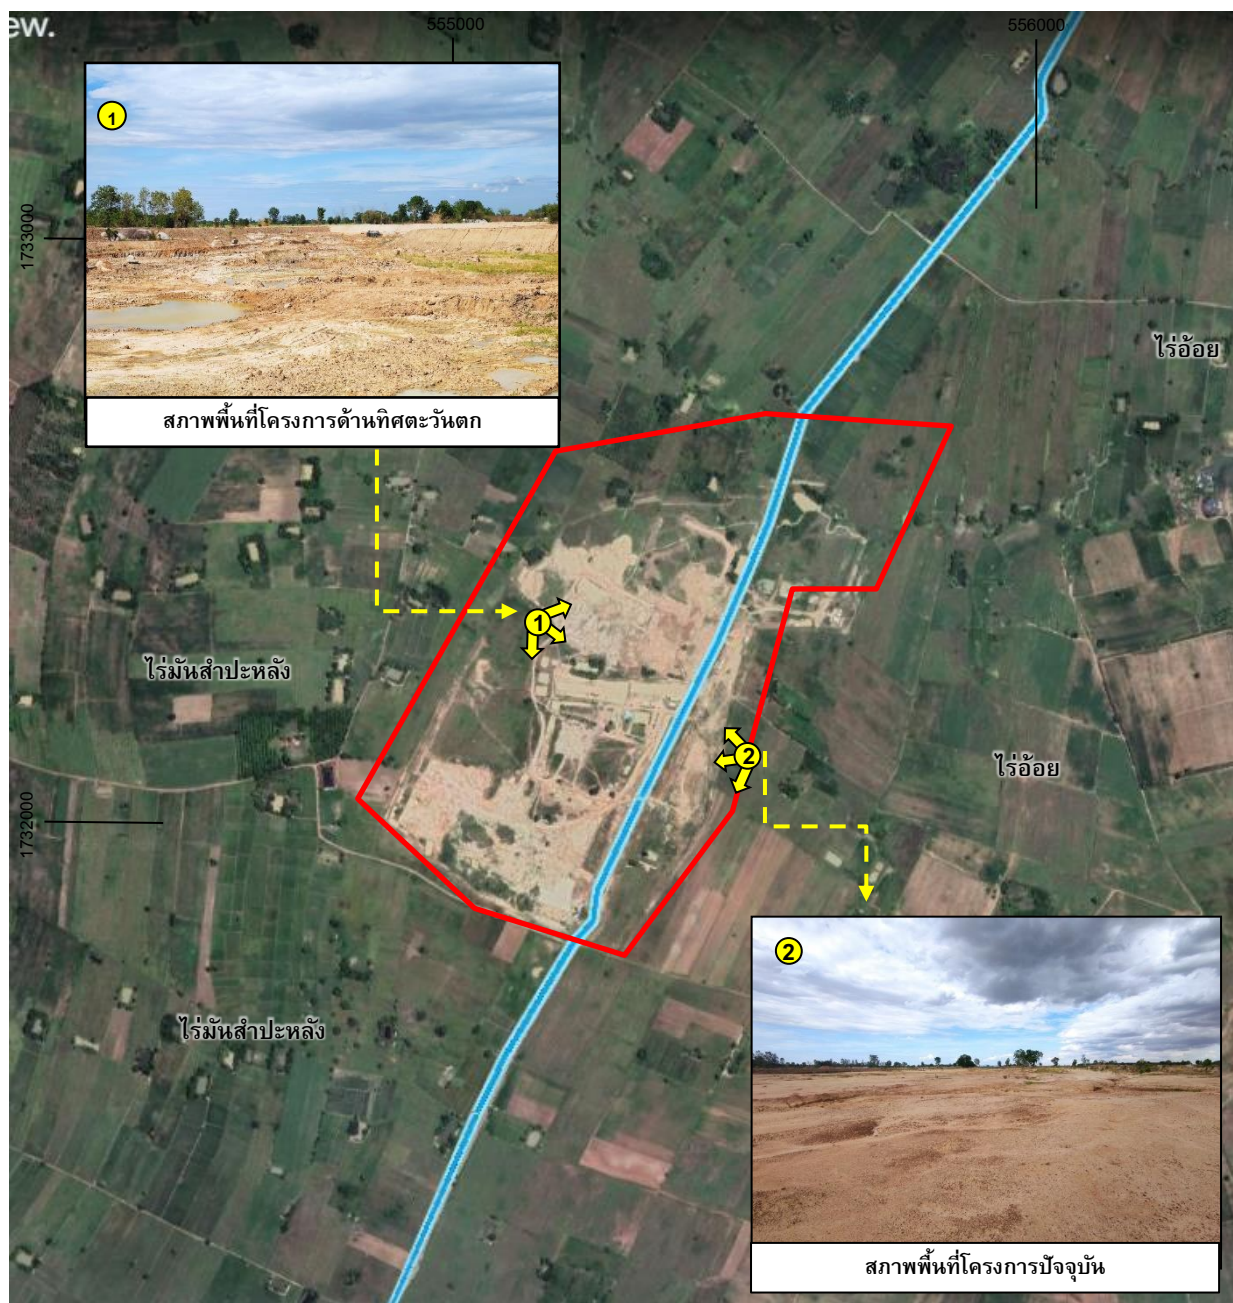 ew.
555000
556000
1
1733000
ไร่อ้อย
สภาพพื้นที่โครงการด้านทิศตะวันตก
1
ไร่มันสำปะหลัง
2
ไร่อ้อย
1732000
2
ไร่มันสำปะหลัง
สภาพพื้นที่โครงการปัจจุบัน